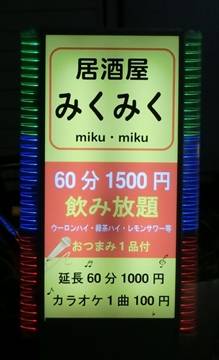 居酒屋
みくみく
miku・miku
60分1500円
飲み放題
ウーロンハイ・緑茶ハイ・レモンサワー等
おつまみ1品付
延長60分1000円
カラオケ1曲100円